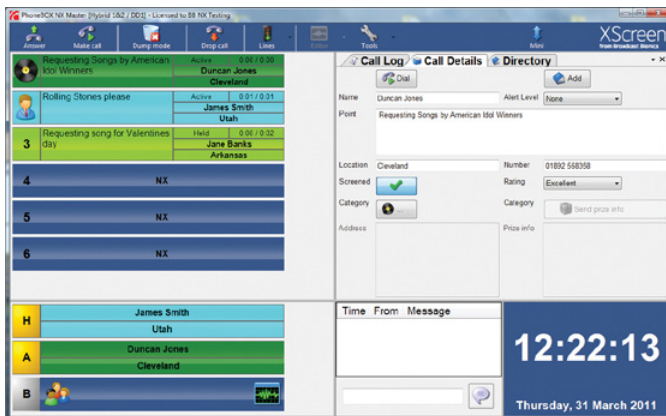 PhoneBOX NX Master [Hybrid 1&2 / DD1] - Licensed to BB NX Testing
Answer Make call Dump mode Drop call Lines Editor Tools Mini
XScreen
from Broadcast Bionics
Requesting Songs by American Idol Winners
Active 0:00 / 0:30
Duncan Jones
Cleveland
Rolling Stones please
Active 0:01 / 0:31
James Smith
Utah
3
Requesting song for Valentines day
Held 0:00 / 0:32
Jane Banks
Arkansas
4 NX
5 NX
6 NX
H
James Smith
Utah
A
Duncan Jones
Cleveland
B
Call Log Call Details Directory
Dial Add
Name Duncan Jones Alert Level None
Point Requesting Songs by American Idol Winners
Location Cleveland Number 01892 588358
Screened Rating Excellent
Category ... Category Send prize info
Address Prize info
Time From Message
12:22:13
Thursday, 31 March 2011